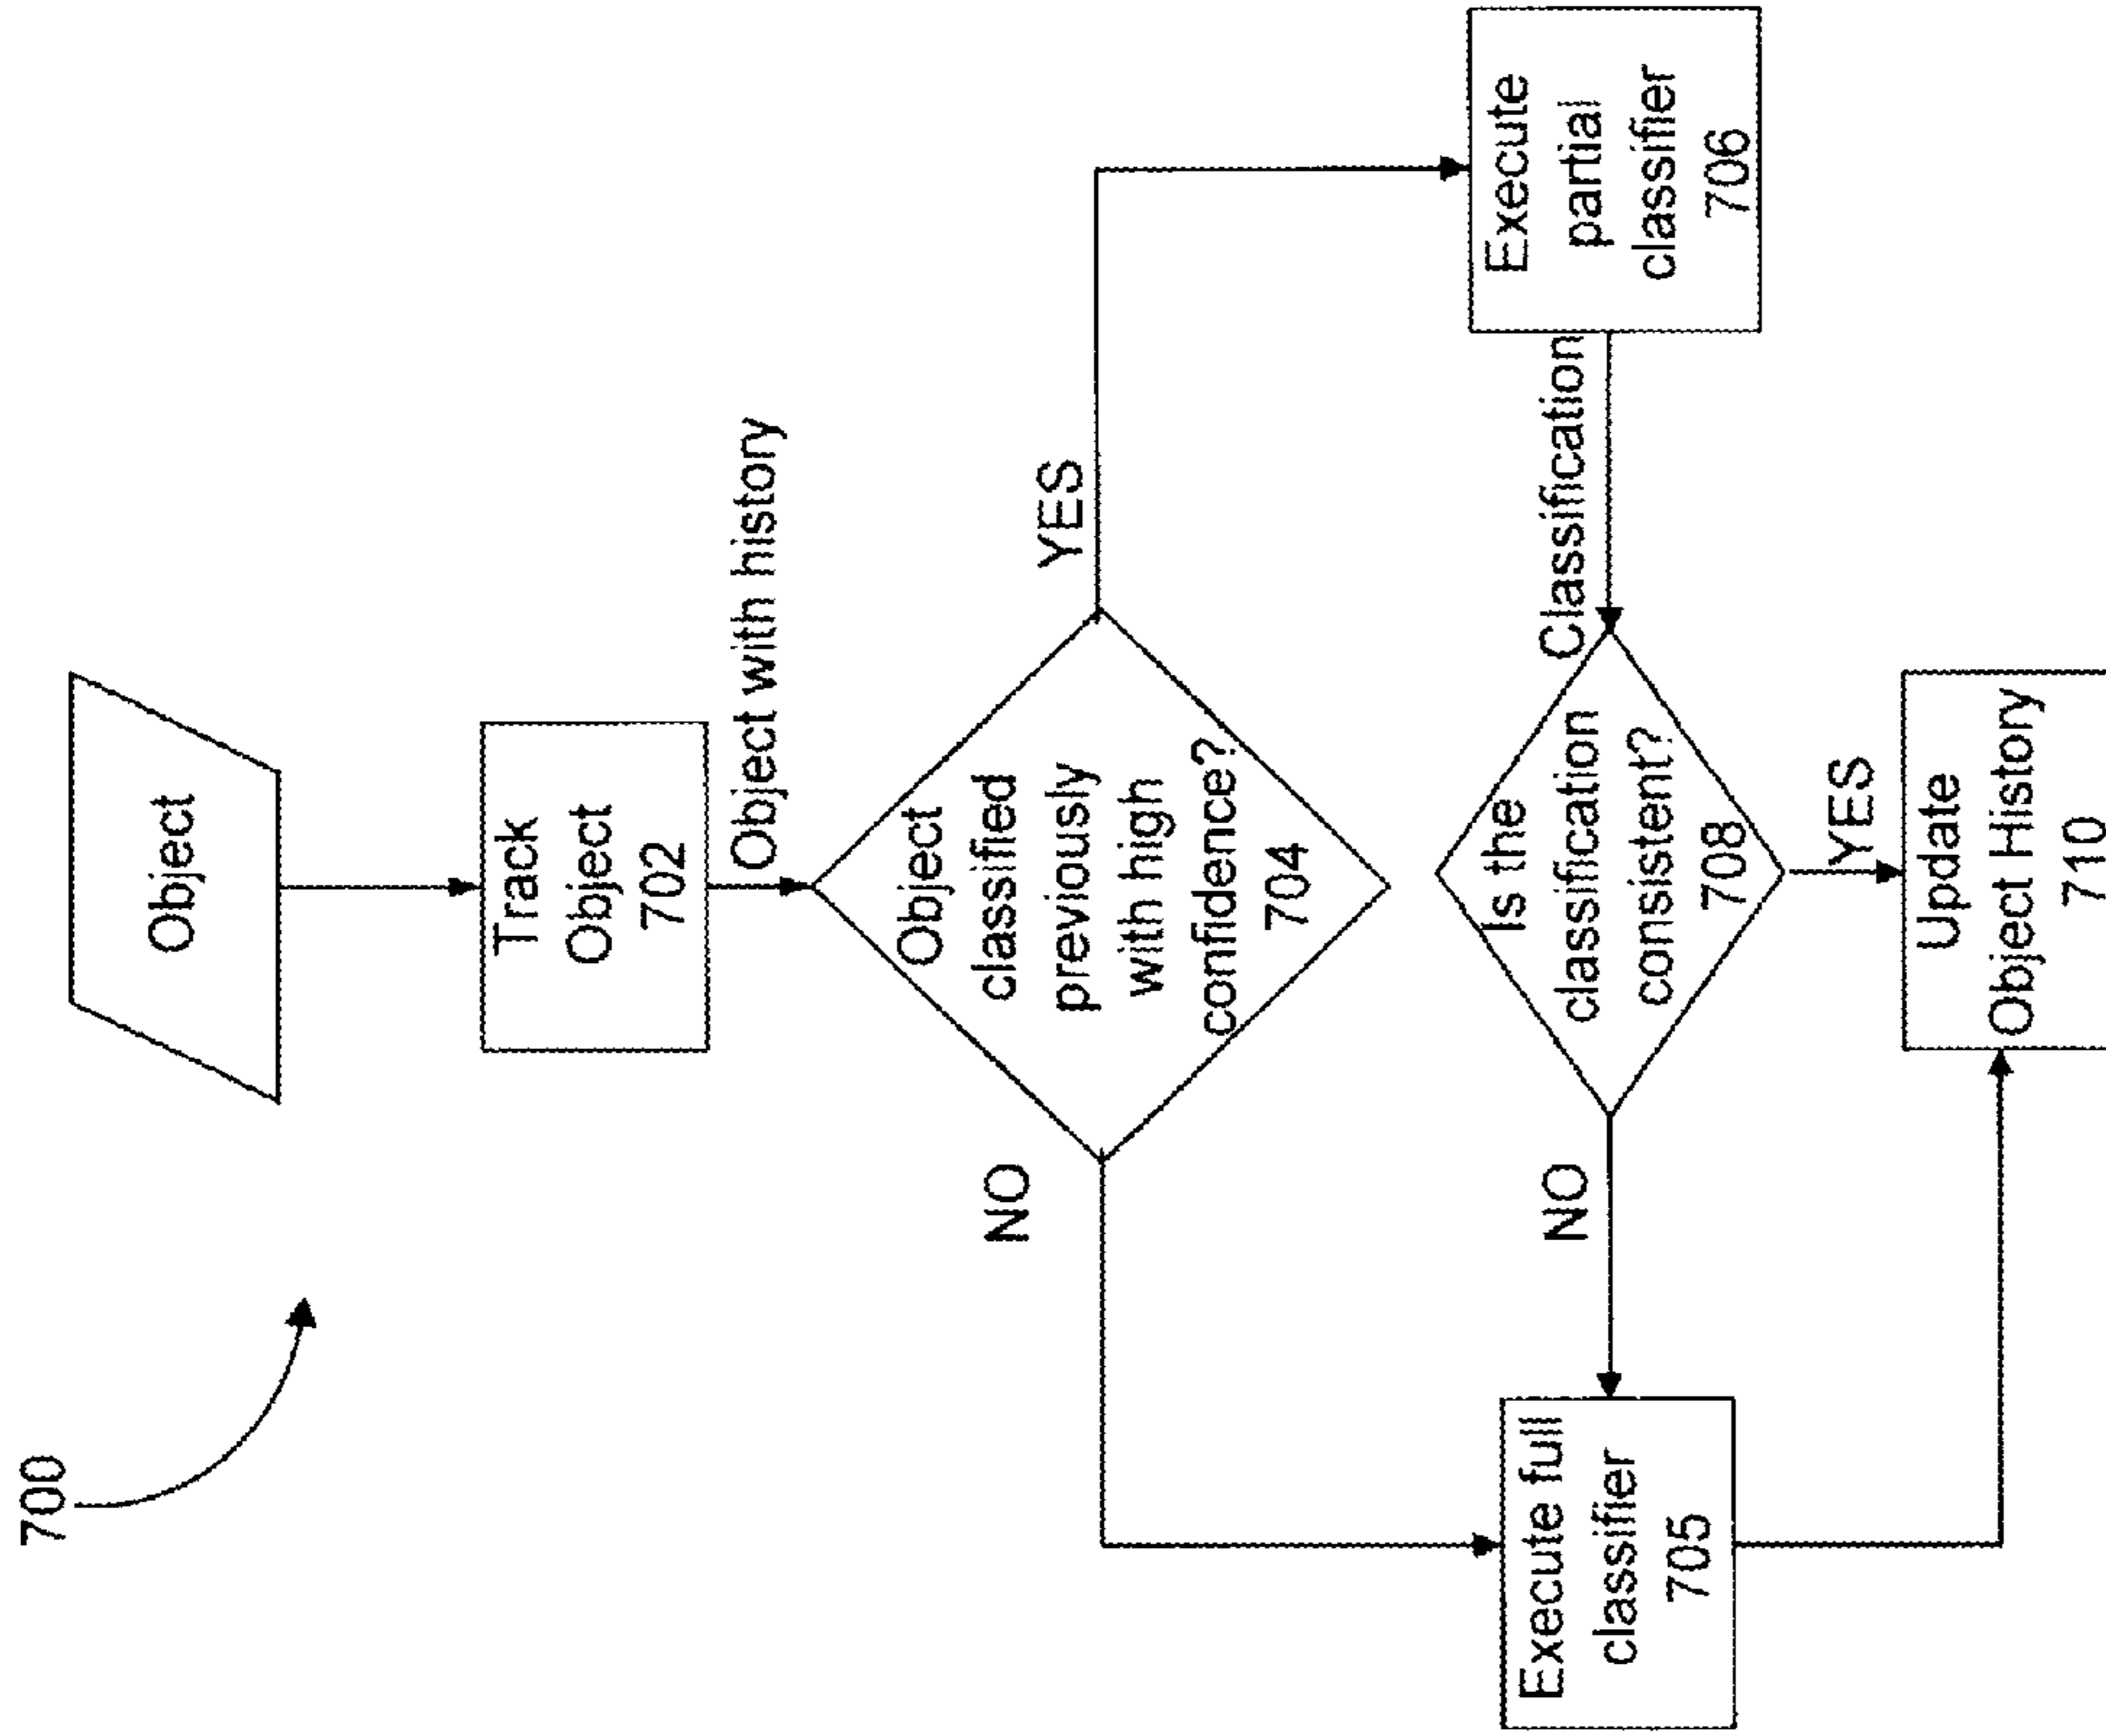 700
Object
Track
Object
702
Object with history
Object
classified
previously
with high
confidence?
704
NO
YES
Execute full
classifier
705
NO
Is the
classification
consistent?
708
Classification
Execute
partial
classifier
706
YES
Update
Object History
710